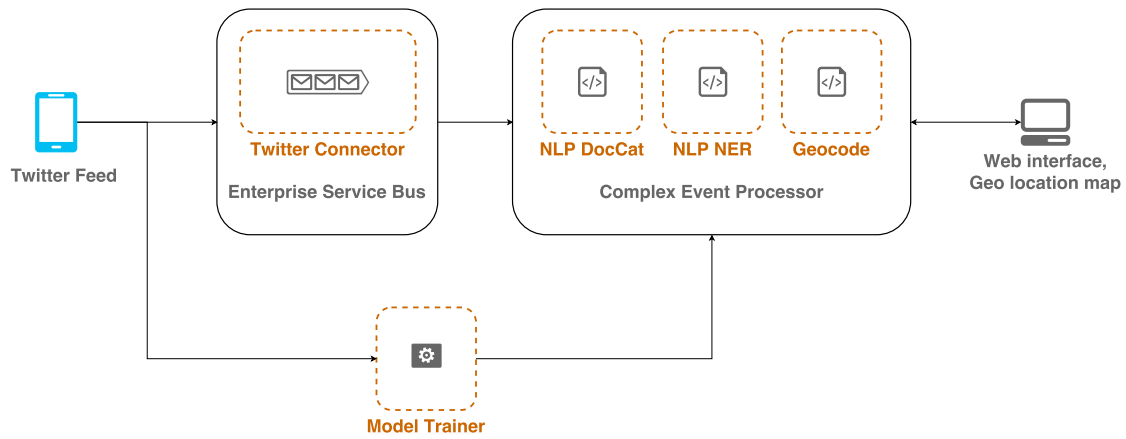 Twitter Feed
Twitter Connector
Enterprise Service Bus
NLP DocCat
NLP NER
Geocode
Complex Event Processor
Web interface,
Geo location map
Model Trainer